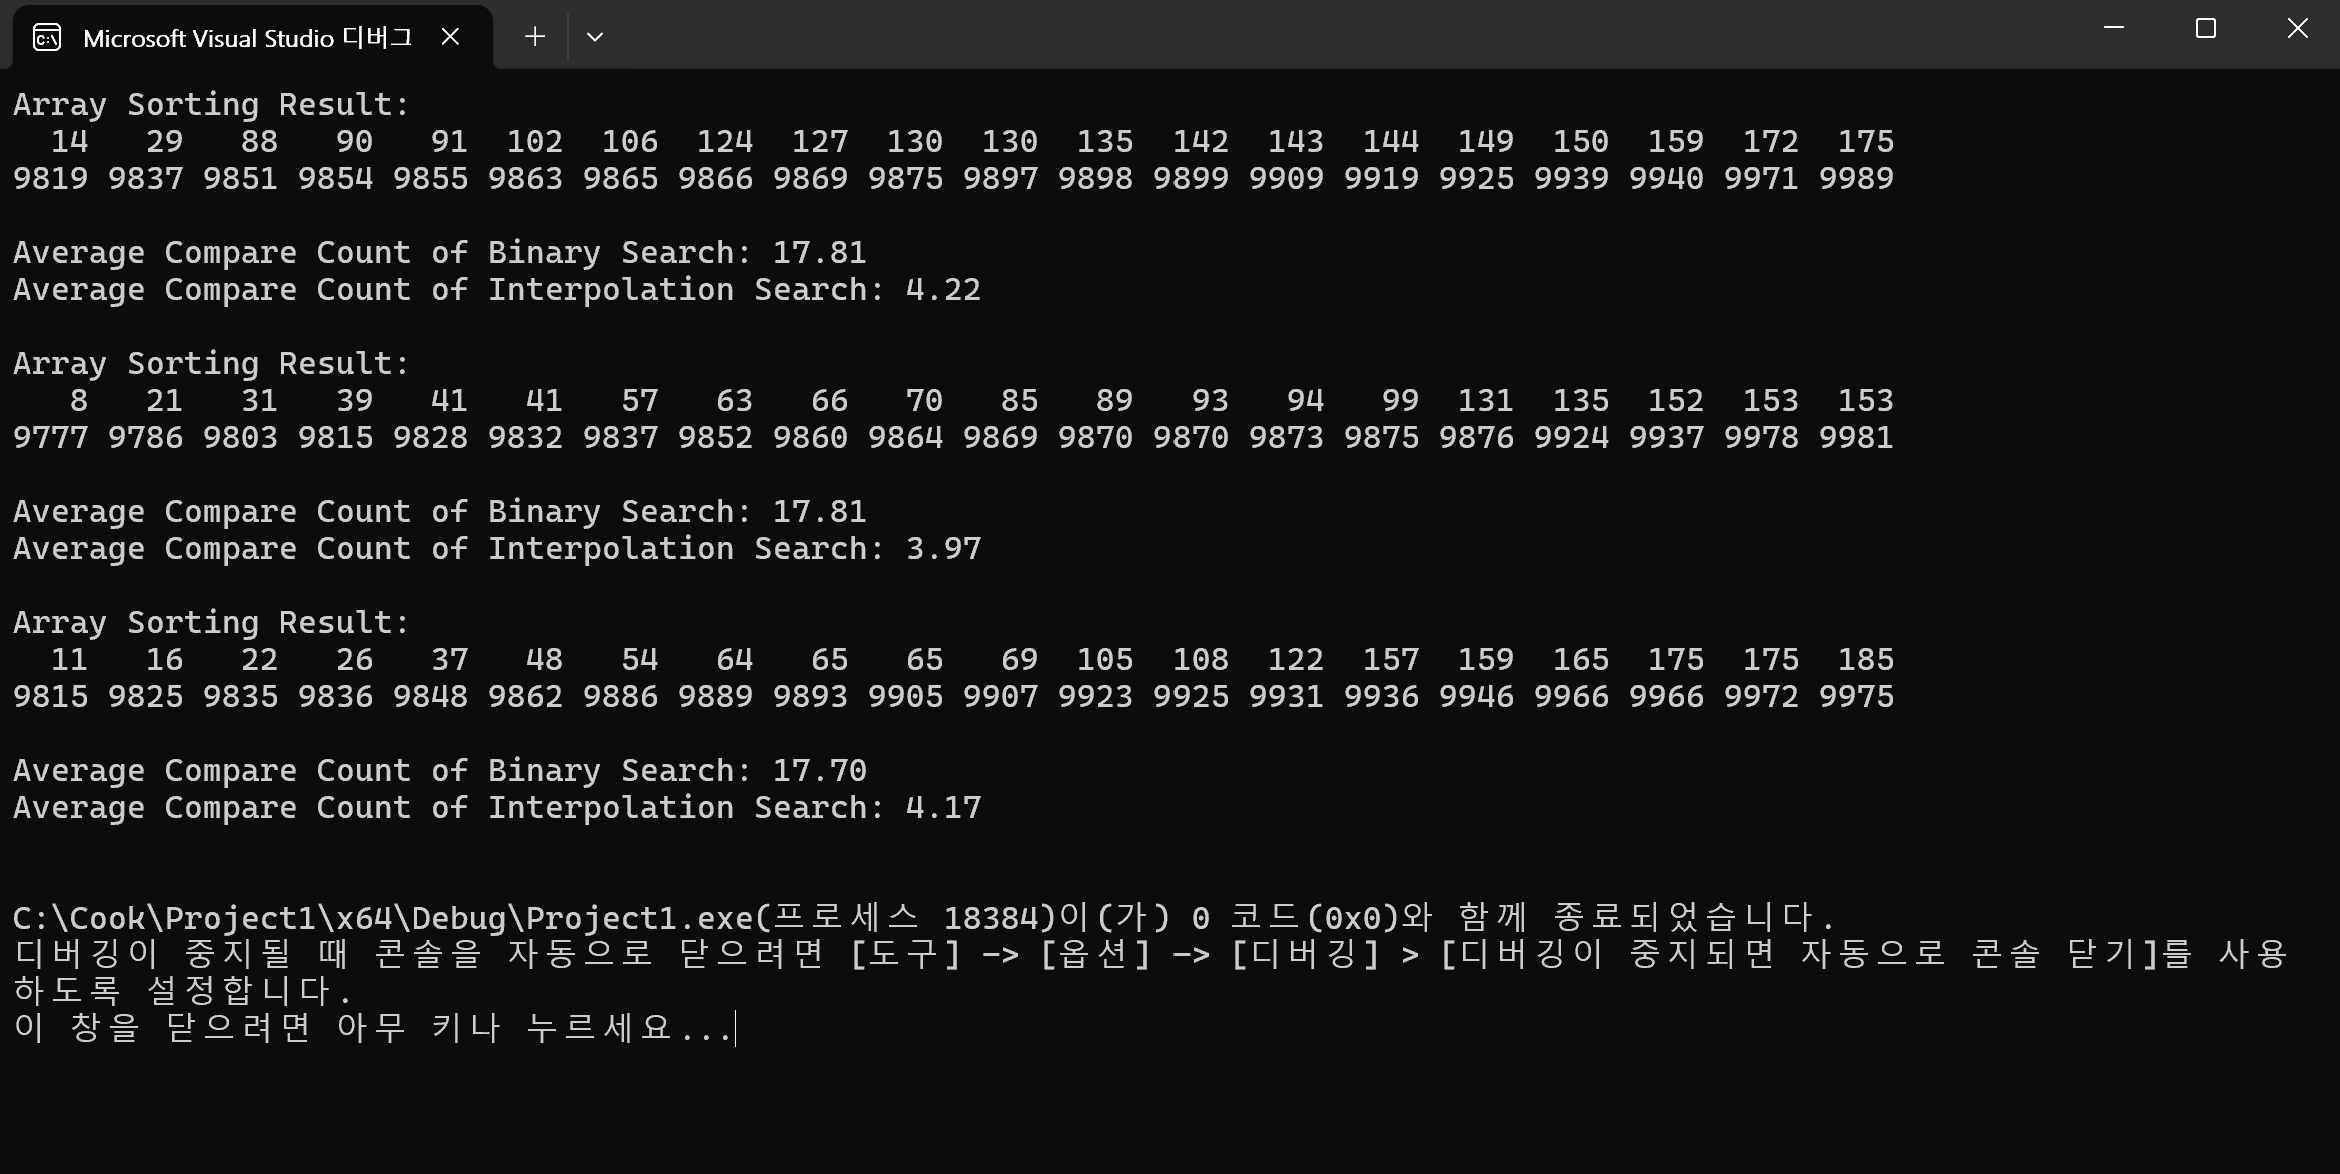 Microsoft Visual Studio 디버그
Array Sorting Result:
  14   29   88   90   91  102  106  124  127  130  130  135  142  143  144  149  150  159  172  175
9819 9837 9851 9854 9855 9863 9865 9866 9869 9875 9897 9898 9899 9909 9919 9925 9939 9940 9971 9989
Average Compare Count of Binary Search: 17.81
Average Compare Count of Interpolation Search: 4.22
Array Sorting Result:
   8   21   31   39   41   41   57   63   66   70   85   89   93   94   99  131  135  152  153  153
9777 9786 9803 9815 9828 9832 9837 9852 9860 9864 9869 9870 9870 9873 9875 9876 9924 9937 9978 9981
Average Compare Count of Binary Search: 17.81
Average Compare Count of Interpolation Search: 3.97
Array Sorting Result:
  11   16   22   26   37   48   54   64   65   65   69  105  108  122  157  159  165  175  175  185
9815 9825 9835 9836 9848 9862 9886 9889 9893 9905 9907 9923 9925 9931 9936 9946 9966 9966 9972 9975
Average Compare Count of Binary Search: 17.70
Average Compare Count of Interpolation Search: 4.17
C:\Cook\Project1\x64\Debug\Project1.exe(프로세스 18384)이(가) 0 코드(0x0)와 함께 종료되었습니다.
디버깅이 중지될 때 콘솔을 자동으로 닫으려면 [도구] -> [옵션] -> [디버깅] > [디버깅이 중지되면 자동으로 콘솔 닫기]를 사용
하도록 설정합니다.
이 창을 닫으려면 아무 키나 누르세요...